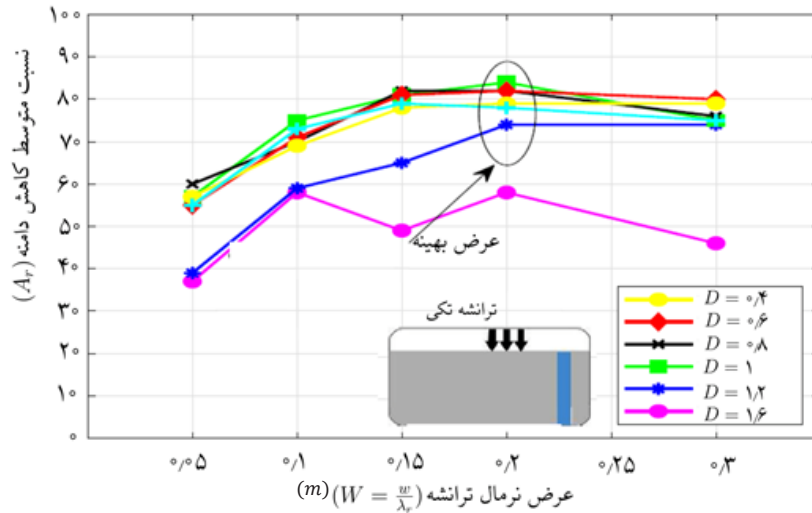 نسبت متوسط کاهش دامنه (A_r)
۱۰۰
۹۰
۸۰
۷۰
۶۰
۵۰
۴۰
۳۰
۲۰
۱۰
۰
عرض بهینه
ترانشه تکی
D = ۰٫۴
D = ۰٫۶
D = ۰٫۸
D = ۱
D = ۱٫۲
D = ۱٫۶
۰٫۰۵ ۰٫۱ ۰٫۱۵ ۰٫۲ ۰٫۲۵ ۰٫۳
عرض نرمال ترانشه (W = w/λ_r) (m)